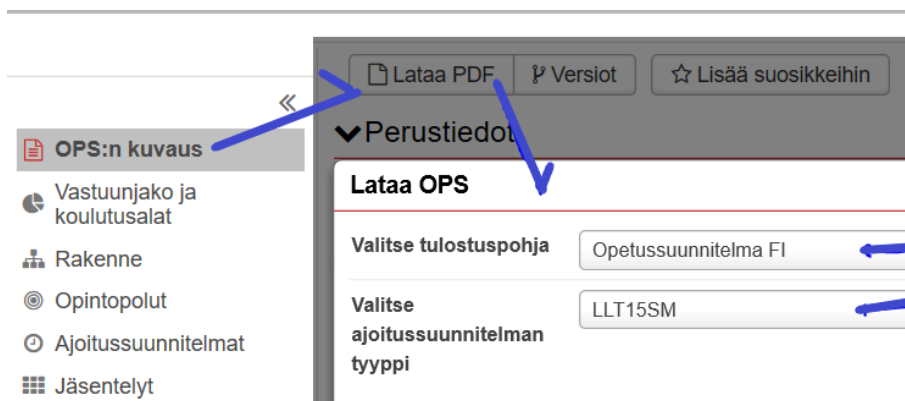 Lataa PDF
Versiot
Lisää suosikkeihin
OPS:n kuvaus
Vastuunjako ja
koulutusalat
Rakenne
Opintopolut
Ajoitussuunnitelmat
Jäsentelyt
Perustiedot
Lataa OPS
Valitse tulostuspohja
Opetussuunnitelma FI
Valitse
ajoitussuunnitelman
tyyppi
LLT15SM